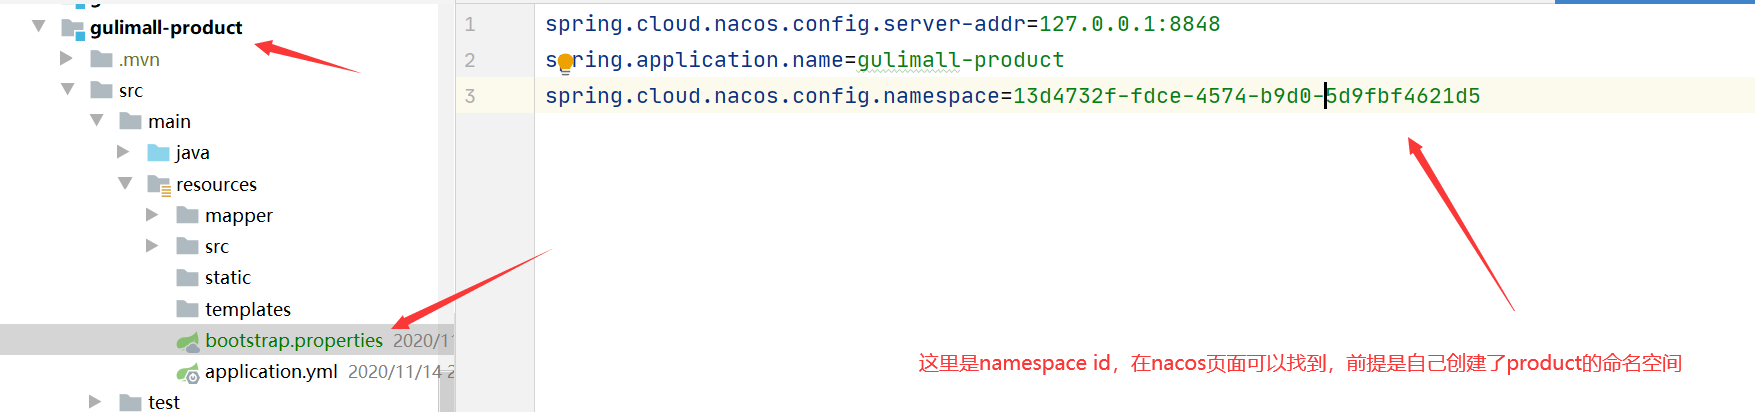 gulimall-product
.mvn
src
main
java
resources
mapper
src
static
templates
bootstrap.properties 2020/11
application.yml 2020/11/14 2
test
1 spring.cloud.nacos.config.server-addr=127.0.0.1:8848
2 spring.application.name=gulimall-product
3 spring.cloud.nacos.config.namespace=13d4732f-fdce-4574-b9d0-5d9fbf4621d5
这里是namespace id，在nacos页面可以找到，前提是自己创建了product的命名空间